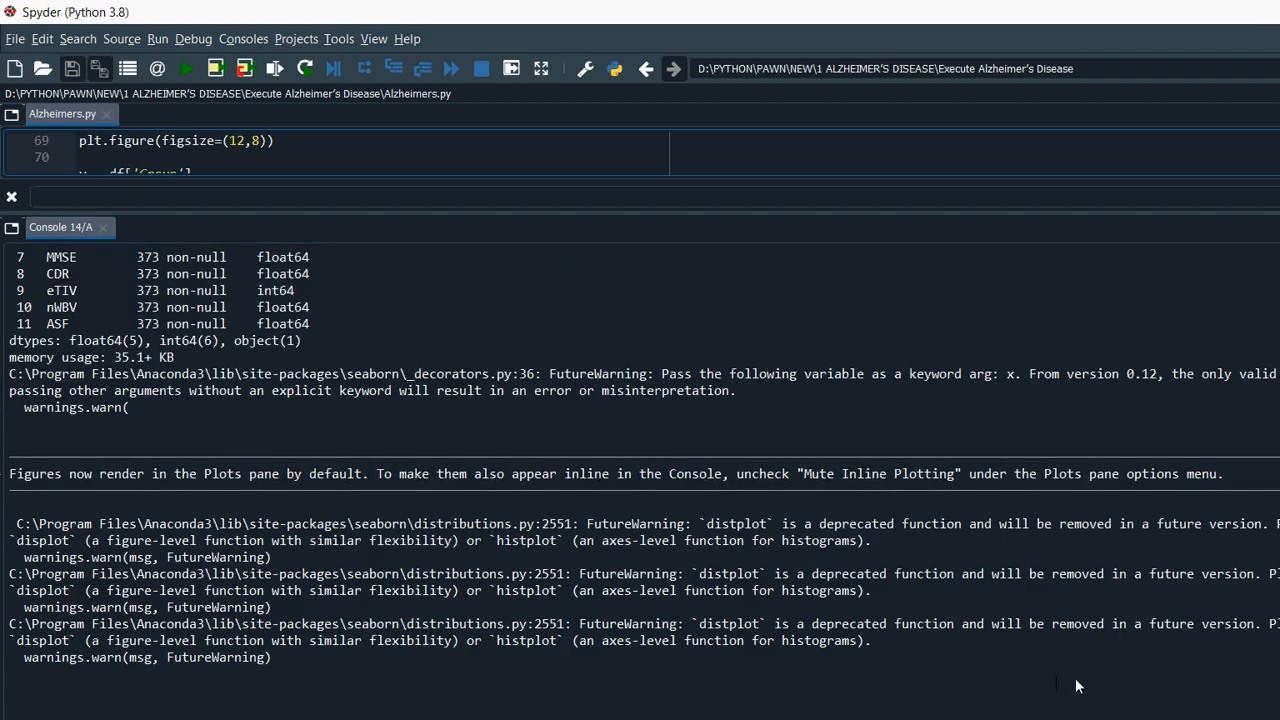 Spyder (Python 3.8)
File Edit Search Source Run Debug Consoles Projects Tools View Help
D:\PYTHON\PAWN\NEW\1 ALZHEIMER'S DISEASE\Execute Alzheimer's Disease
D:\PYTHON\PAWN\NEW\1 ALZHEIMER'S DISEASE\Execute Alzheimer's Disease\Alzheimers.py
Alzheimers.py
69 plt.figure(figsize=(12,8))
70
Console 14/A
7 MMSE 373 non-null float64
8 CDR 373 non-null float64
9 eTIV 373 non-null int64
10 nWBV 373 non-null float64
11 ASF 373 non-null float64
dtypes: float64(5), int64(6), object(1)
memory usage: 35.1+ KB
C:\Program Files\Anaconda3\lib\site-packages\seaborn\_decorators.py:36: FutureWarning: Pass the following variable as a keyword arg: x. From version 0.12, the only valid
passing other arguments without an explicit keyword will result in an error or misinterpretation.
warnings.warn(
Figures now render in the Plots pane by default. To make them also appear inline in the Console, uncheck "Mute Inline Plotting" under the Plots pane options menu.
C:\Program Files\Anaconda3\lib\site-packages\seaborn\distributions.py:2551: FutureWarning: `distplot` is a deprecated function and will be removed in a future version.
`displot` (a figure-level function with similar flexibility) or `histplot` (an axes-level function for histograms).
warnings.warn(msg, FutureWarning)
C:\Program Files\Anaconda3\lib\site-packages\seaborn\distributions.py:2551: FutureWarning: `distplot` is a deprecated function and will be removed in a future version. Pl
`displot` (a figure-level function with similar flexibility) or `histplot` (an axes-level function for histograms).
warnings.warn(msg, FutureWarning)
C:\Program Files\Anaconda3\lib\site-packages\seaborn\distributions.py:2551: FutureWarning: `distplot` is a deprecated function and will be removed in a future version. Pl
`displot` (a figure-level function with similar flexibility) or `histplot` (an axes-level function for histograms).
warnings.warn(msg, FutureWarning)